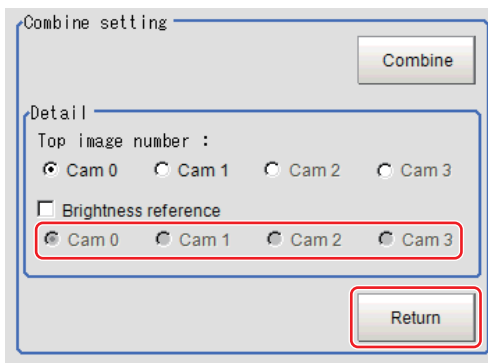 Combine setting
Combine
Detail
Top image number :
Cam 0 Cam 1 Cam 2 Cam 3
Brightness reference
Cam 0 Cam 1 Cam 2 Cam 3
Return